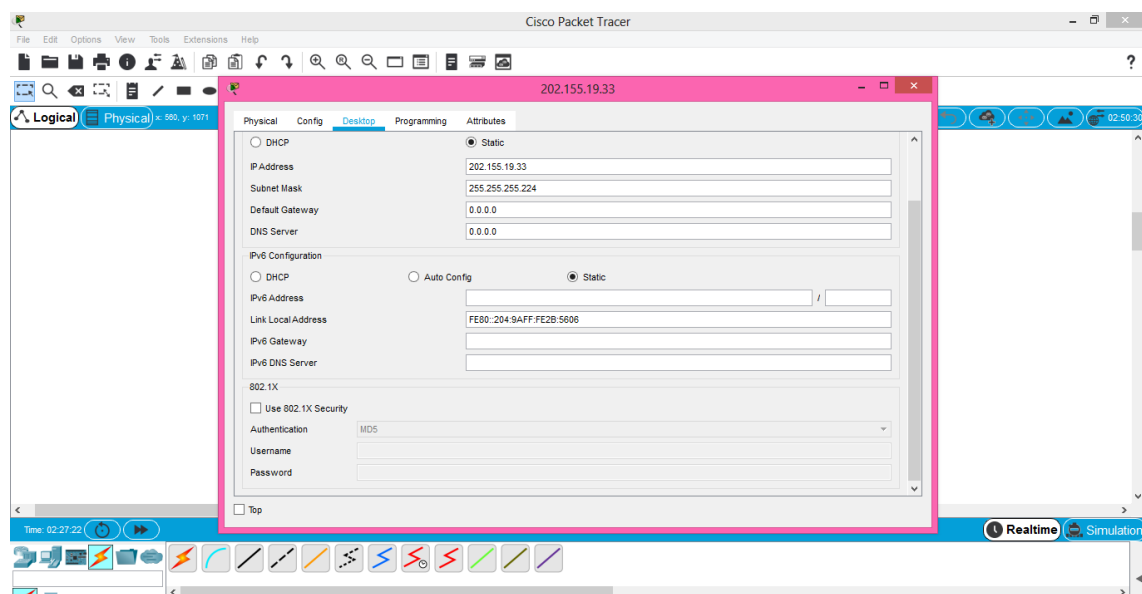 Cisco Packet Tracer
File Edit Options View Tools Extensions Help
?
202.155.19.33
Logical Physical x: 560, y: 1071 02:50:30
Physical Config Desktop Programming Attributes
DHCP Static
IP Address 202.155.19.33
Subnet Mask 255.255.255.224
Default Gateway 0.0.0.0
DNS Server 0.0.0.0
IPv6 Configuration
DHCP Auto Config Static
IPv6 Address /
Link Local Address FE80::204:9AFF:FE2B:5606
IPv6 Gateway
IPv6 DNS Server
802.1X
Use 802.1X Security
Authentication MD5
Username
Password
Top
Time: 02:27:22 Realtime Simulation